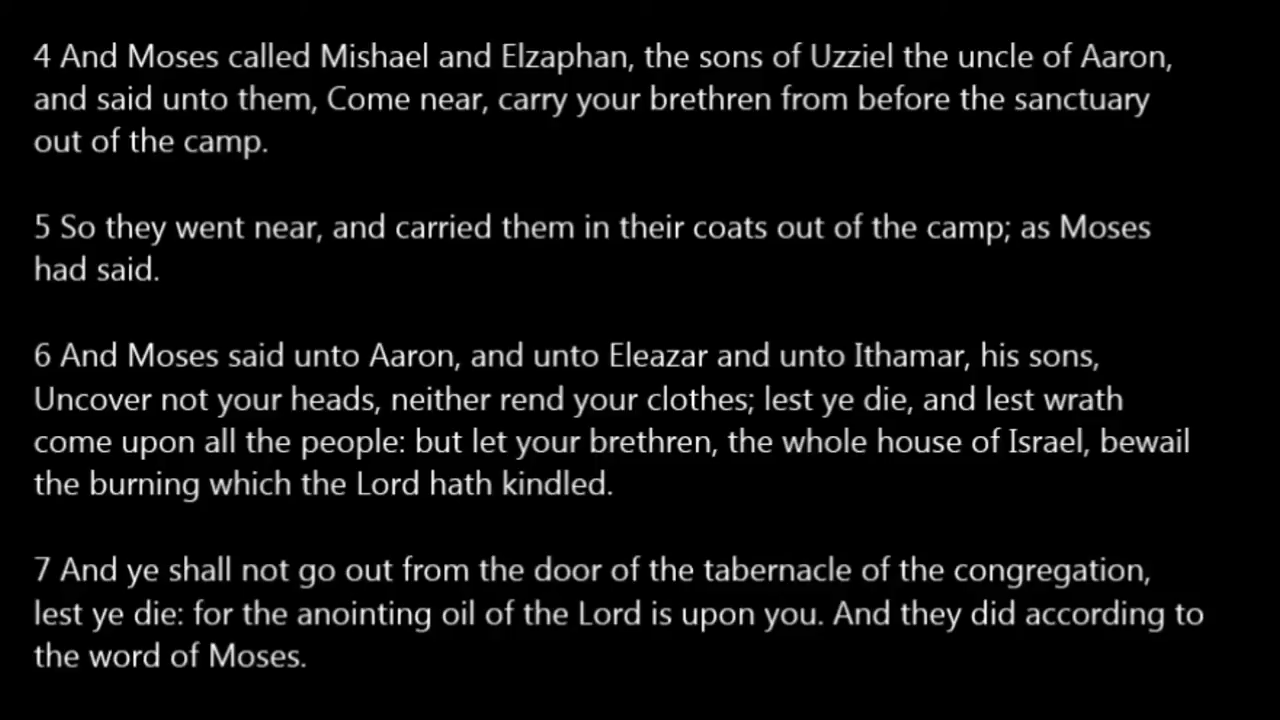 4 And Moses called Mishael and Elzaphan, the sons of Uzziel the uncle of Aaron,
and said unto them, Come near, carry your brethren from before the sanctuary
out of the camp.
5 So they went near, and carried them in their coats out of the camp; as Moses
had said.
6 And Moses said unto Aaron, and unto Eleazar and unto Ithamar, his sons,
Uncover not your heads, neither rend your clothes; lest ye die, and lest wrath
come upon all the people: but let your brethren, the whole house of Israel, bewail
the burning which the Lord hath kindled.
7 And ye shall not go out from the door of the tabernacle of the congregation,
lest ye die: for the anointing oil of the Lord is upon you. And they did according to
the word of Moses.